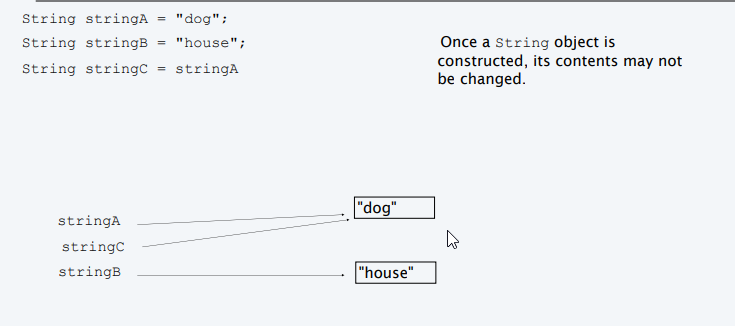 String stringA = "dog";
String stringB = "house";
String stringC = stringA
Once a String object is
constructed, its contents may not
be changed.
"dog"
stringA
stringC
stringB
"house"